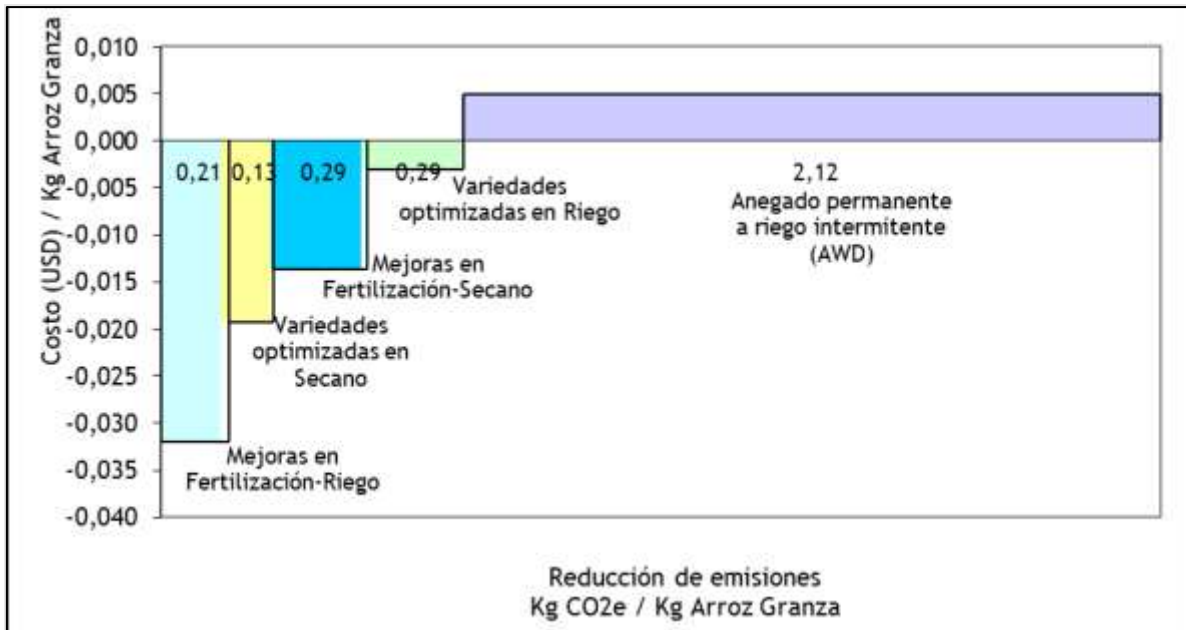 Costo (USD) / Kg Arroz Granza
0,010
0,005
0,000
-0,005
-0,010
-0,015
-0,020
-0,025
-0,030
-0,035
-0,040
0,21
0,13
0,29
0,29
2,12
Mejoras en
Fertilización-Riego
Variedades
optimizadas en
Secano
Mejoras en
Fertilización-Secano
Variedades
optimizadas en Riego
Anegado permanente
a riego intermitente
(AWD)
Reducción de emisiones
Kg CO2e / Kg Arroz Granza